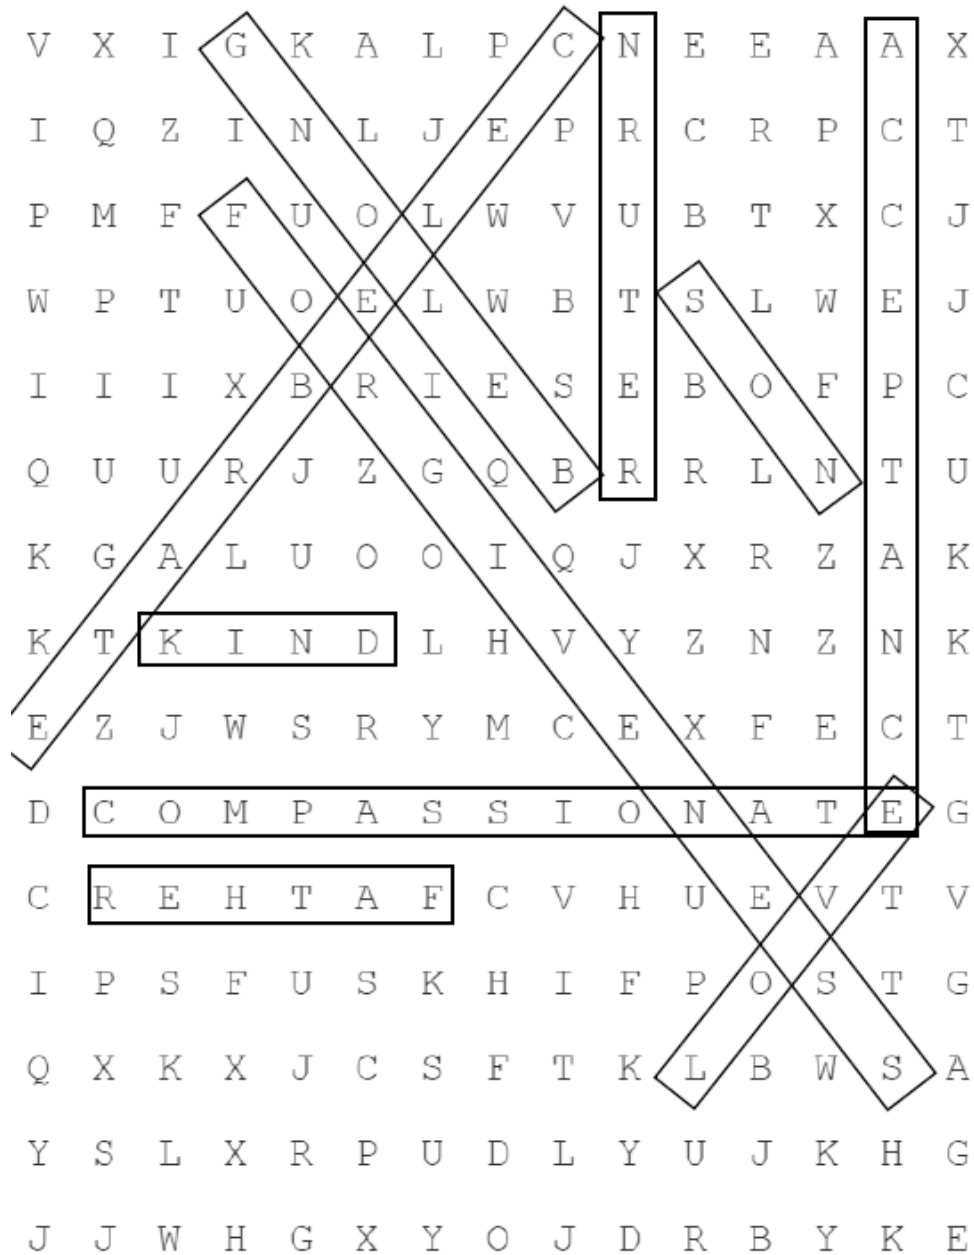 V X I G K A L P C N E E A A X
I Q Z I N L J E P R C R P C T
P M F F U O L W V U B T X C J
W P T U O E L W B T S L W E J
I I I X B R I E S E B O F P C
Q U U R J Z G Q B R R L N T U
K G A L U O O I Q J X R Z A K
K T K I N D L H V Y Z N Z N K
E Z J W S R Y M C E X F E C T
D C O M P A S S I O N A T E G
C R E H T A F C V H U E V T V
I P S F U S K H I F P O S T G
Q X K X J C S F T K L B W S A
Y S L X R P U D L Y U J K H G
J J W H G X Y O J D R B Y K E